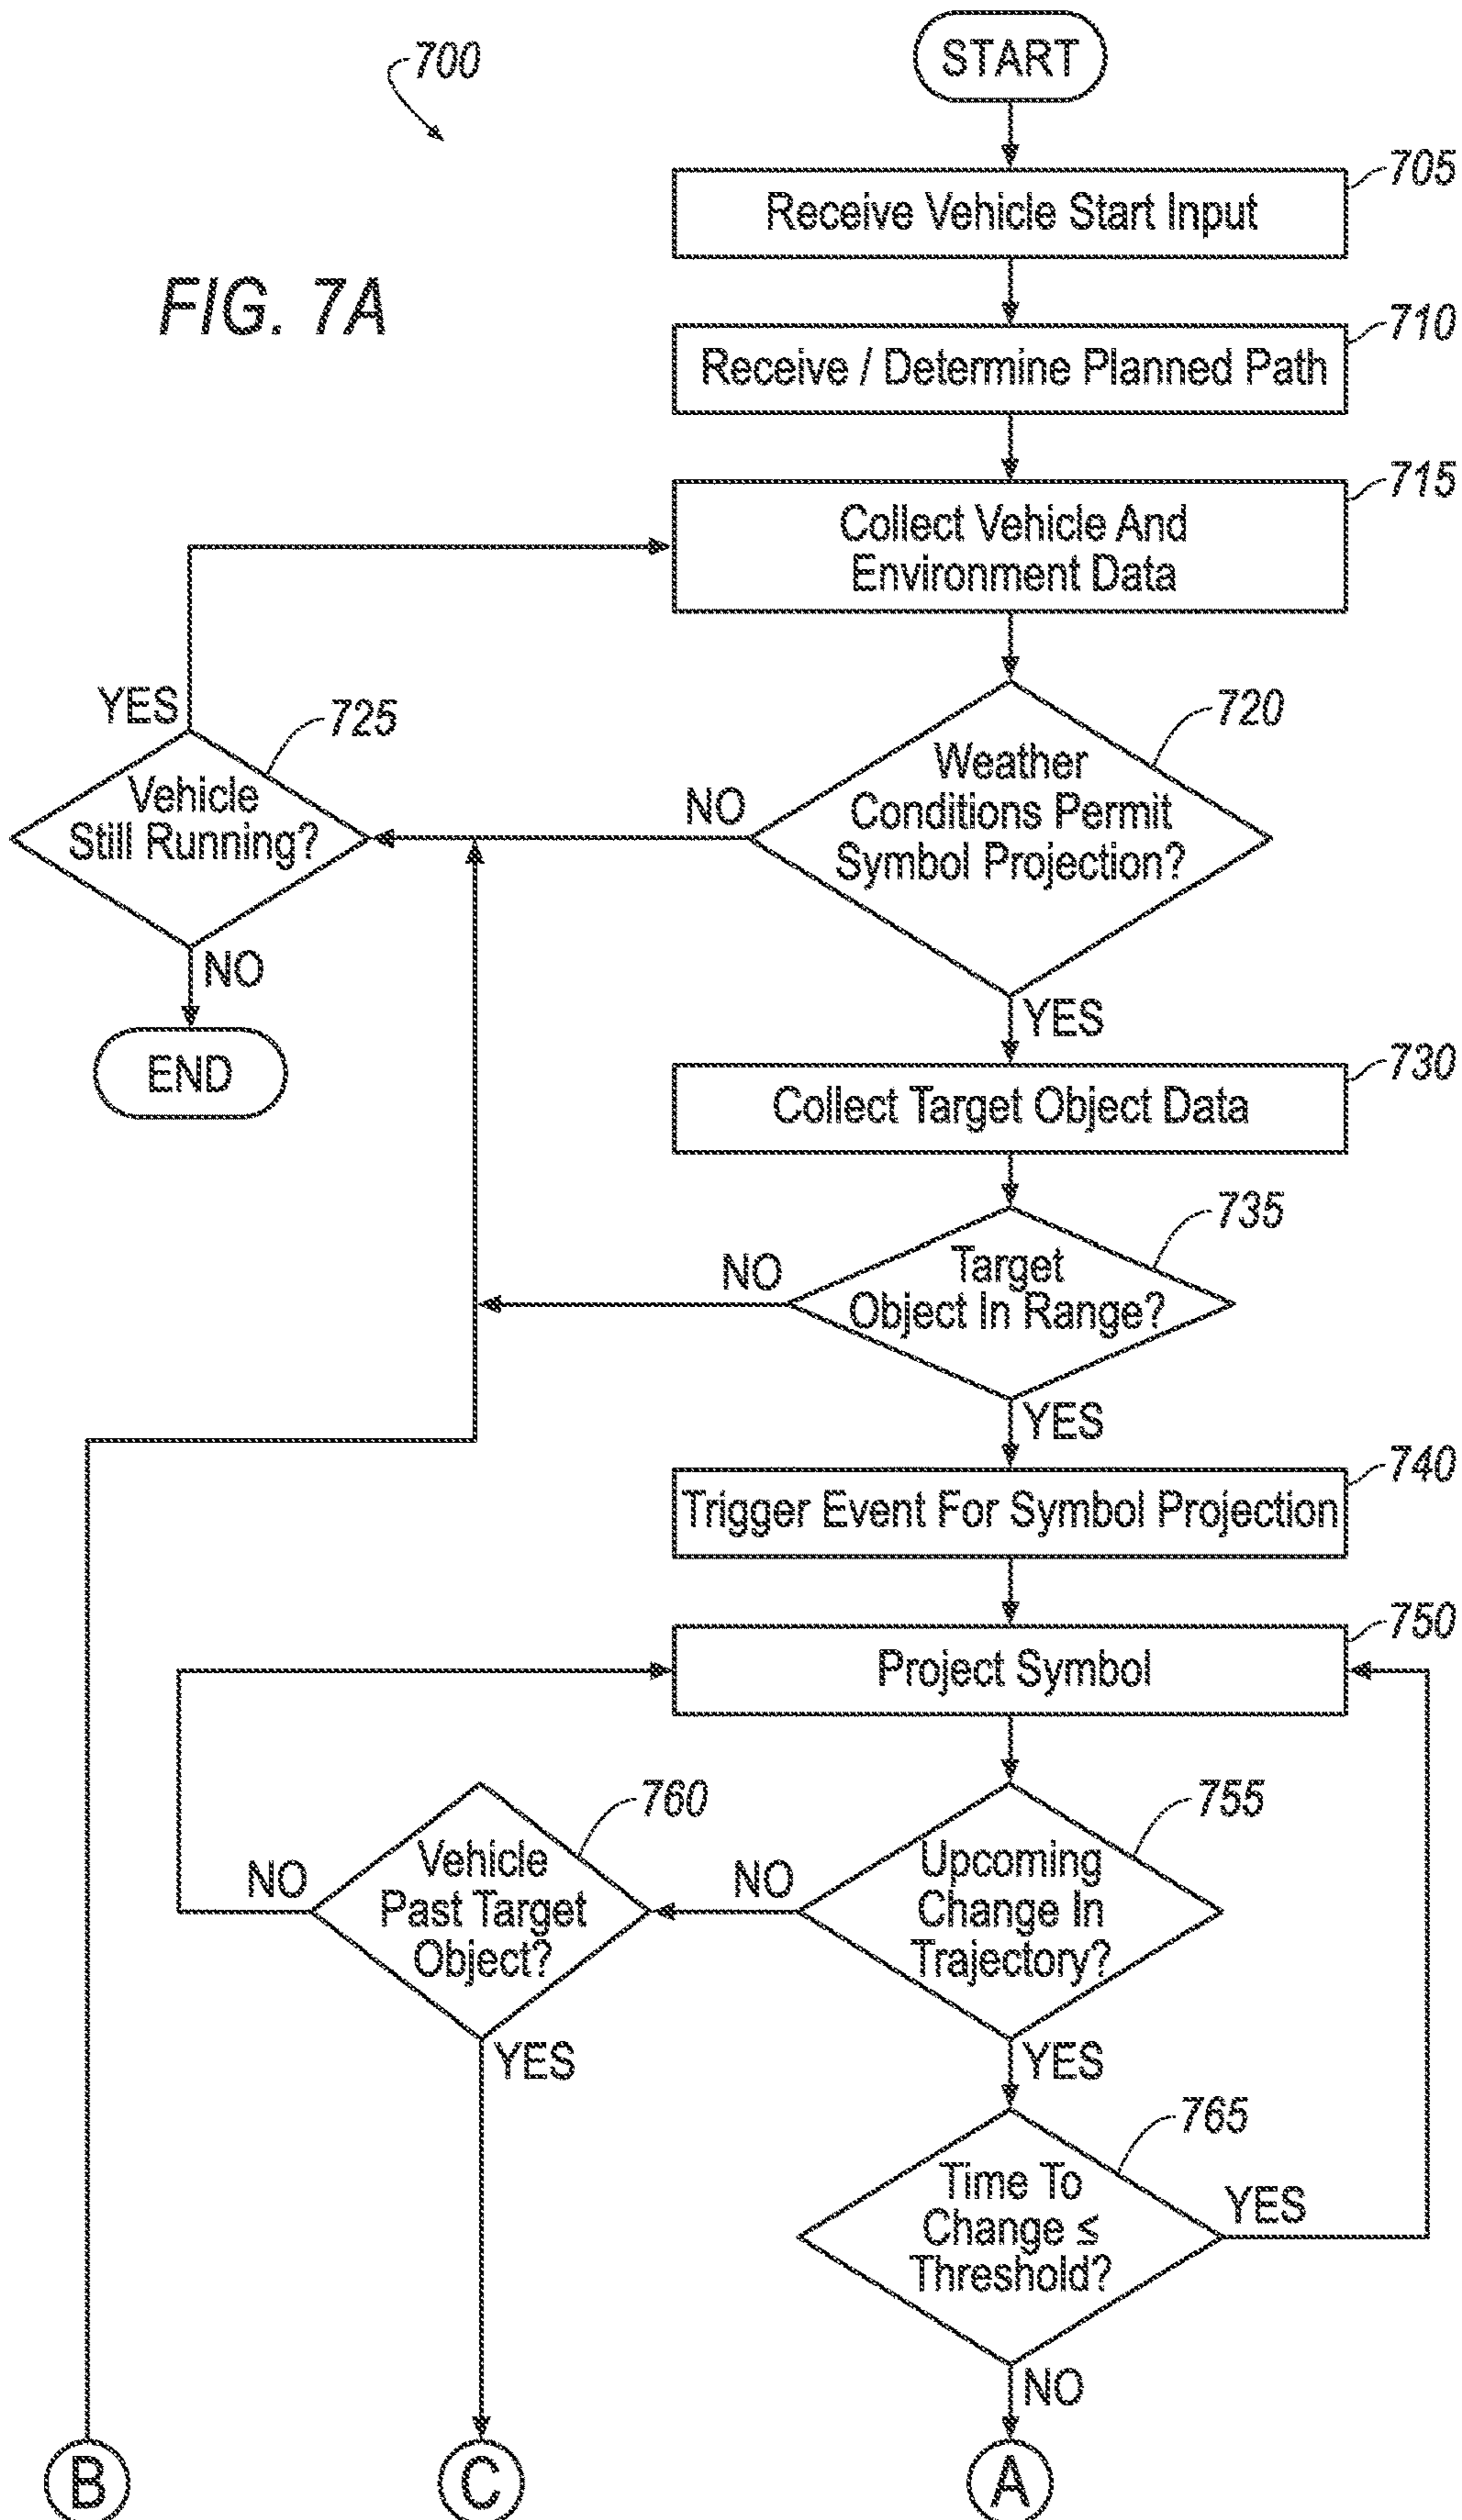 700
START
705
Receive Vehicle Start Input
FIG. 7A
710
Receive / Determine Planned Path
715
Collect Vehicle And
Environment Data
YES
725
Vehicle
Still Running?
NO
END
720
Weather
Conditions Permit
Symbol Projection?
NO
YES
730
Collect Target Object Data
735
Target
Object In Range?
NO
YES
740
Trigger Event For Symbol Projection
750
Project Symbol
755
Upcoming
Change In
Trajectory?
NO
YES
760
Vehicle
Past Target
Object?
NO
YES
765
Time To
Change ≤
Threshold?
YES
NO
B
C
A